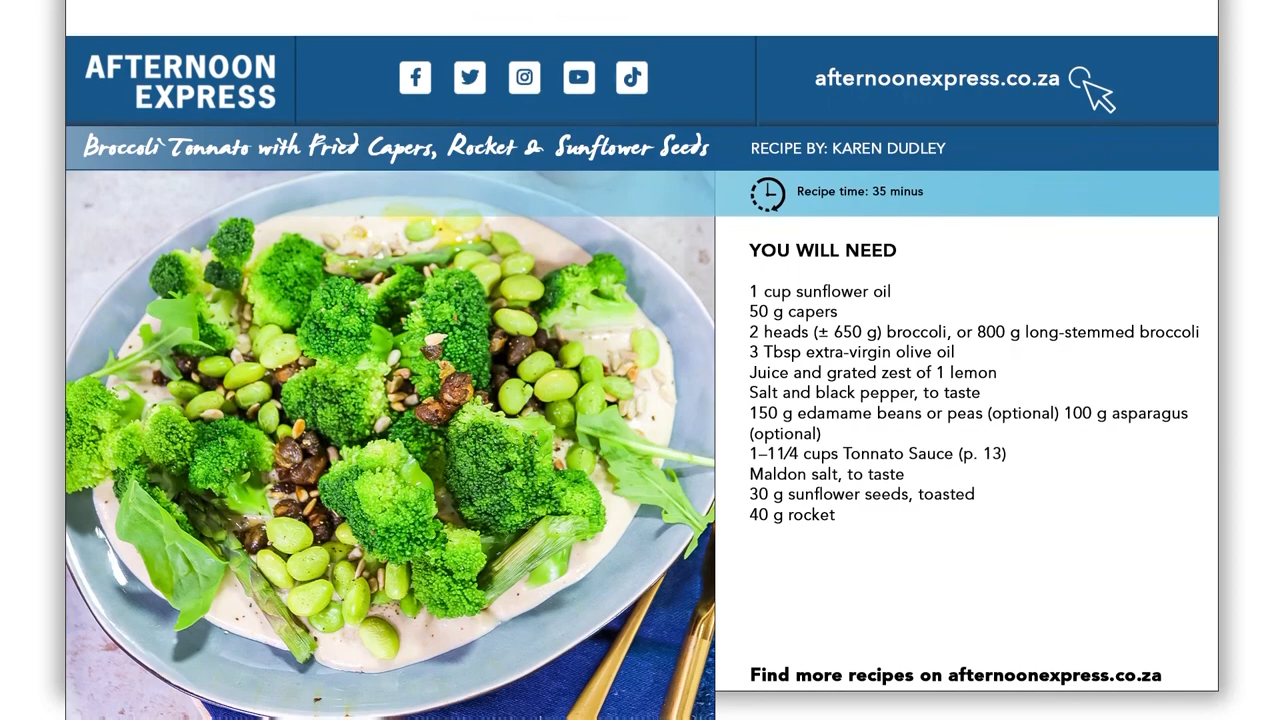 AFTERNOON
EXPRESS
afternoonexpress.co.za
Broccoli Tonnato with Fried Capers, Rocket & Sunflower Seeds
RECIPE BY: KAREN DUDLEY
Recipe time: 35 minus
YOU WILL NEED
1 cup sunflower oil
50 g capers
2 heads (± 650 g) broccoli, or 800 g long-stemmed broccoli
3 Tbsp extra-virgin olive oil
Juice and grated zest of 1 lemon
Salt and black pepper, to taste
150 g edamame beans or peas (optional) 100 g asparagus
(optional)
1–11/4 cups Tonnato Sauce (p. 13)
Maldon salt, to taste
30 g sunflower seeds, toasted
40 g rocket
Find more recipes on afternoonexpress.co.za